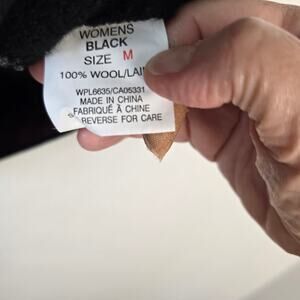 WOMENS
BLACK
SIZE M
100% WOOL/LAI
WPL6635/CA05331
MADE IN CHINA
FABRIQUÉ À CHINE
REVERSE FOR CARE